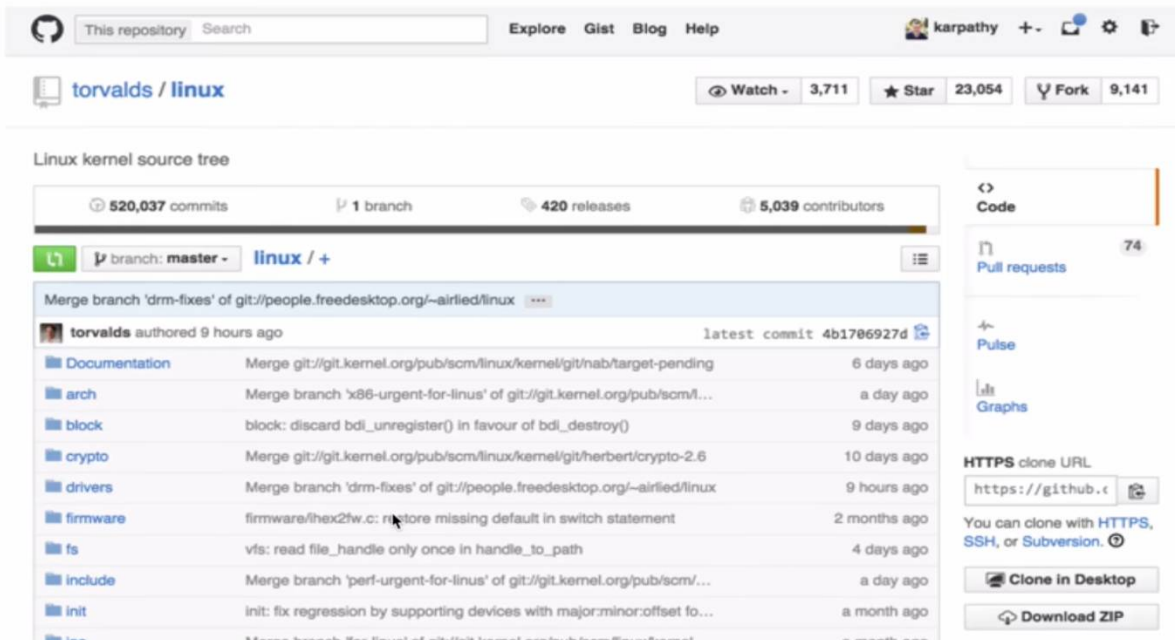 This repository Search Explore Gist Blog Help karpathy
torvalds / linux Watch 3,711 Star 23,054 Fork 9,141
Linux kernel source tree
520,037 commits 1 branch 420 releases 5,039 contributors
branch: master linux / +
Merge branch 'drm-fixes' of git://people.freedesktop.org/~airlied/linux
torvalds authored 9 hours ago latest commit 4b1706927d
Documentation Merge git://git.kernel.org/pub/scm/linux/kernel/git/nab/target-pending 6 days ago
arch Merge branch 'x86-urgent-for-linus' of git://git.kernel.org/pub/scm/l… a day ago
block block: discard bdi_unregister() in favour of bdi_destroy() 9 days ago
crypto Merge git://git.kernel.org/pub/scm/linux/kernel/git/herbert/crypto-2.6 10 days ago
drivers Merge branch 'drm-fixes' of git://people.freedesktop.org/~airlied/linux 9 hours ago
firmware firmware/ihex2fw.c: restore missing default in switch statement 2 months ago
fs vfs: read file_handle only once in handle_to_path 4 days ago
include Merge branch 'perf-urgent-for-linus' of git://git.kernel.org/pub/scm/… a day ago
init init: fix regression by supporting devices with major:minor:offset fo… a month ago
Code
74
Pull requests
Pulse
Graphs
HTTPS clone URL
https://github.c
You can clone with HTTPS,
SSH, or Subversion.
Clone in Desktop
Download ZIP